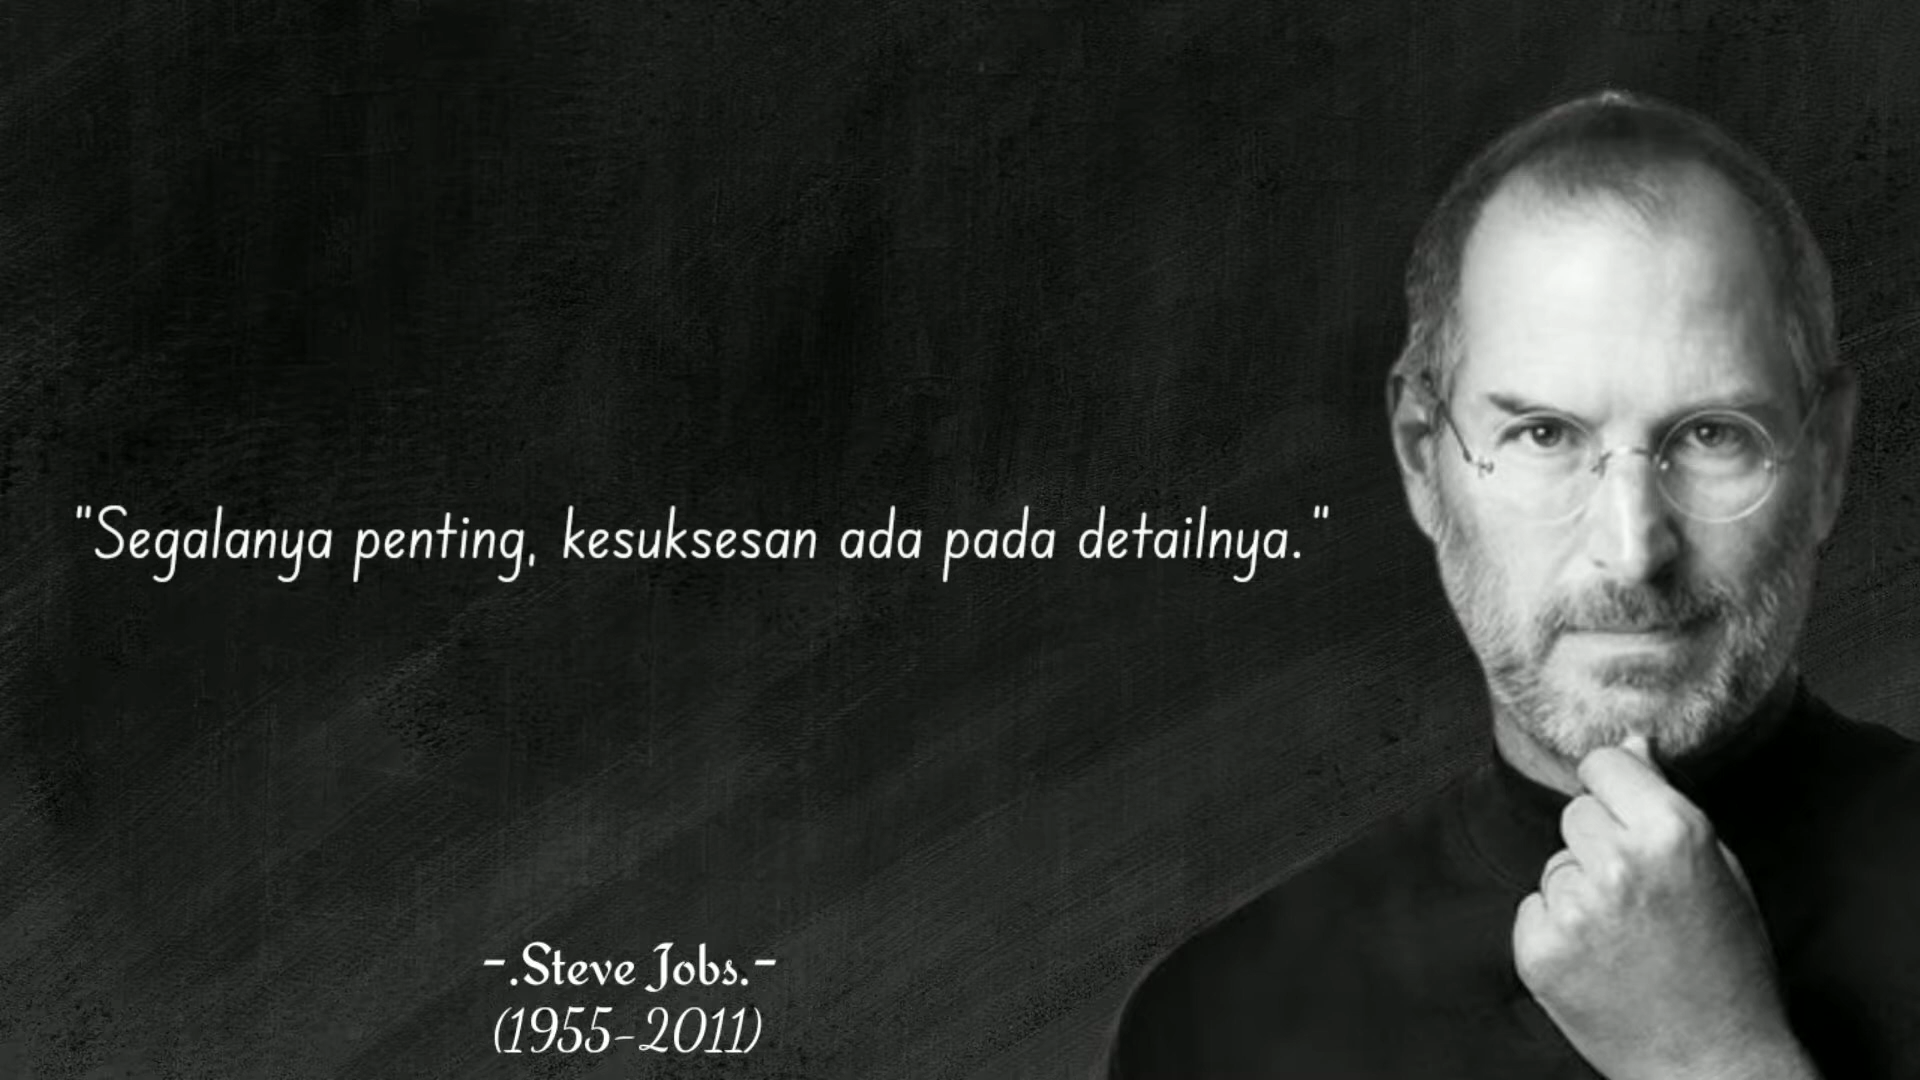 "Segalanya penting, kesuksesan ada pada detailnya."
-.Steve Jobs.-
(1955-2011)